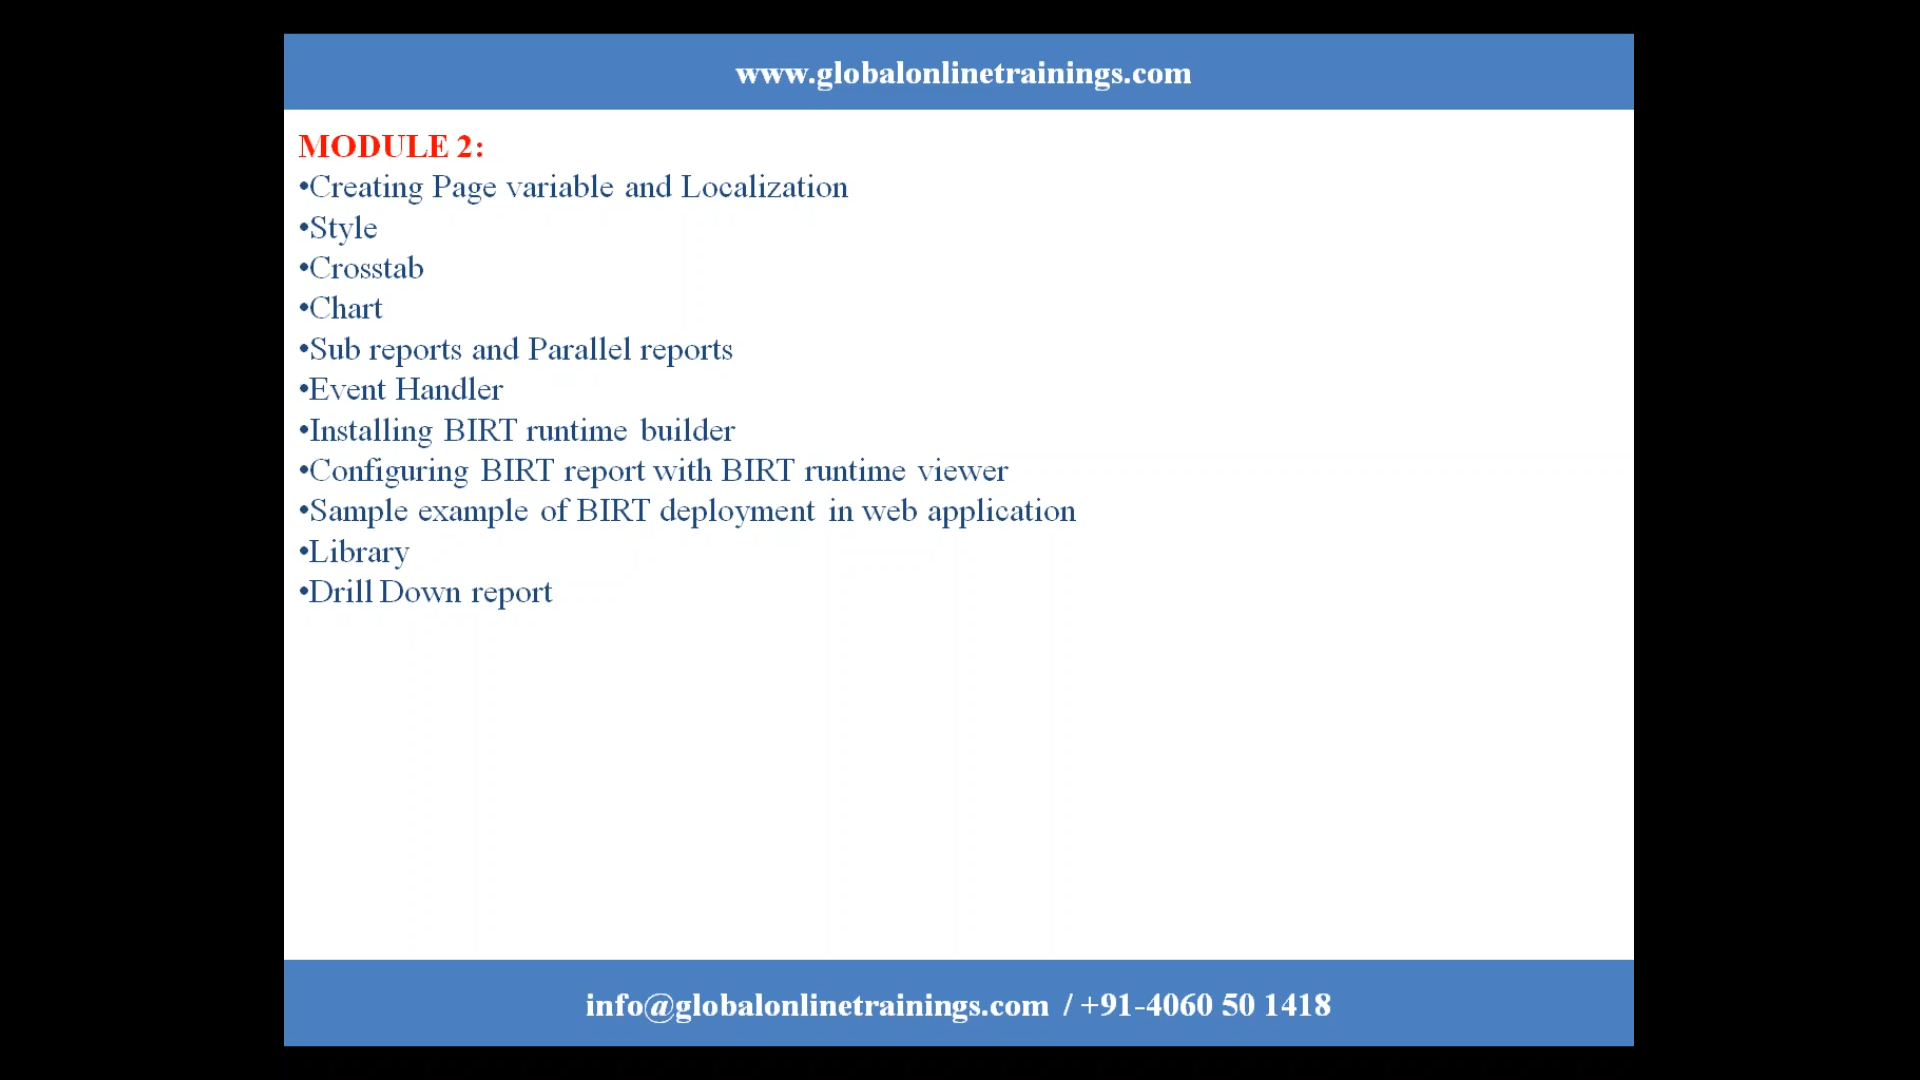 www.globalonlinetrainings.com
MODULE 2:
•Creating Page variable and Localization
•Style
•Crosstab
•Chart
•Sub reports and Parallel reports
•Event Handler
•Installing BIRT runtime builder
•Configuring BIRT report with BIRT runtime viewer
•Sample example of BIRT deployment in web application
•Library
•Drill Down report
info@globalonlinetrainings.com / +91-4060 50 1418